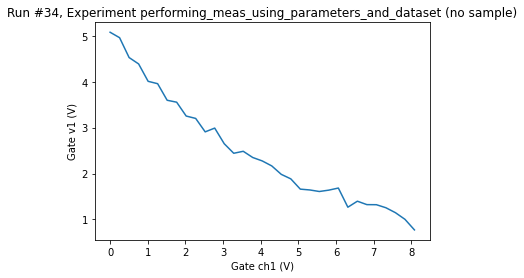 Run #34, Experiment performing_meas_using_parameters_and_dataset (no sample)
5
4
3
2
1
Gate v1 (V)
0 1 2 3 4 5 6 7 8
Gate ch1 (V)